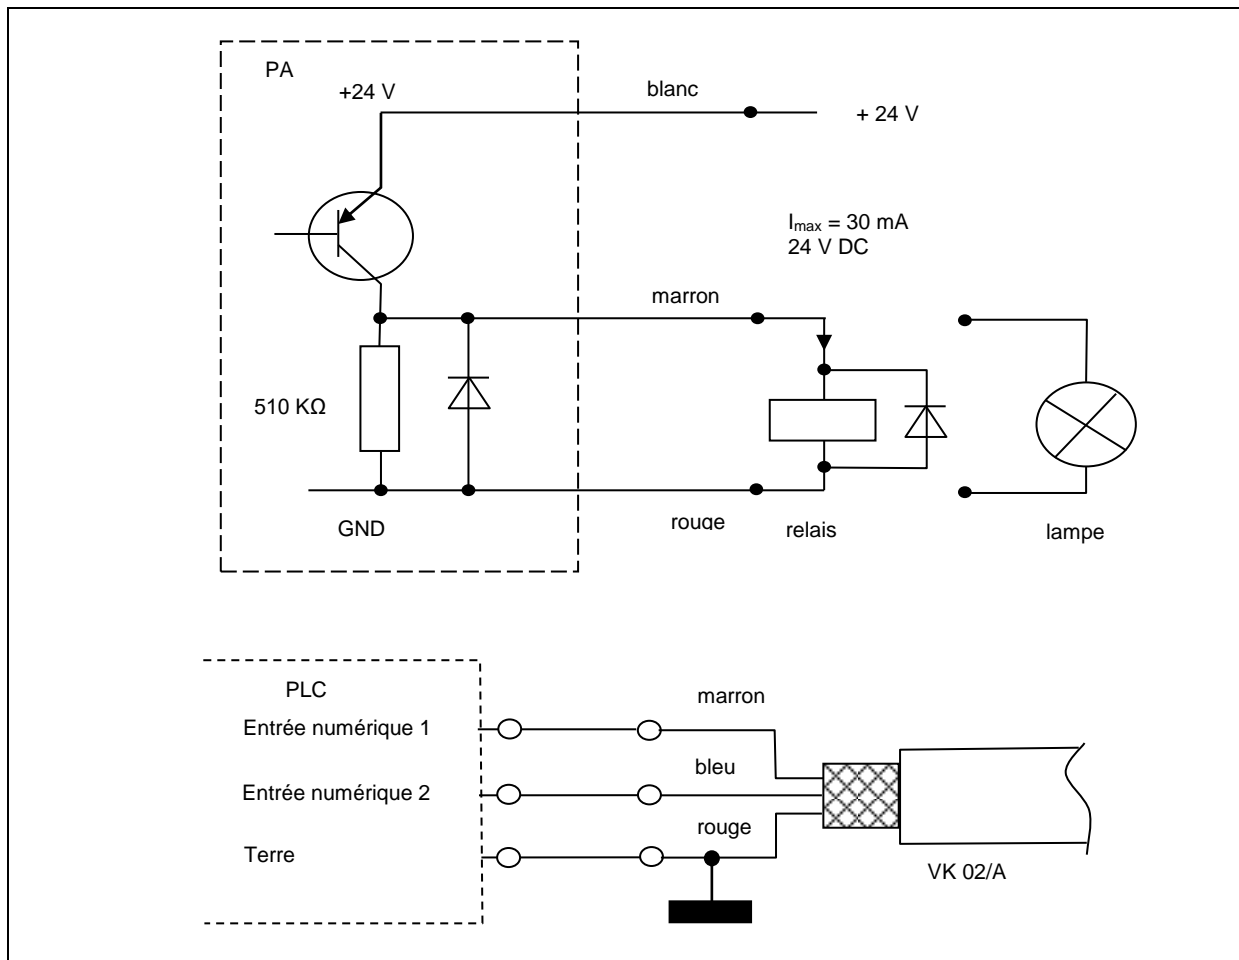 PA
+24 V
blanc
+ 24 V
Imax = 30 mA
24 V DC
marron
510 KΩ
GND
rouge
relais
lampe
PLC
marron
Entrée numérique 1
bleu
Entrée numérique 2
rouge
Terre
VK 02/A